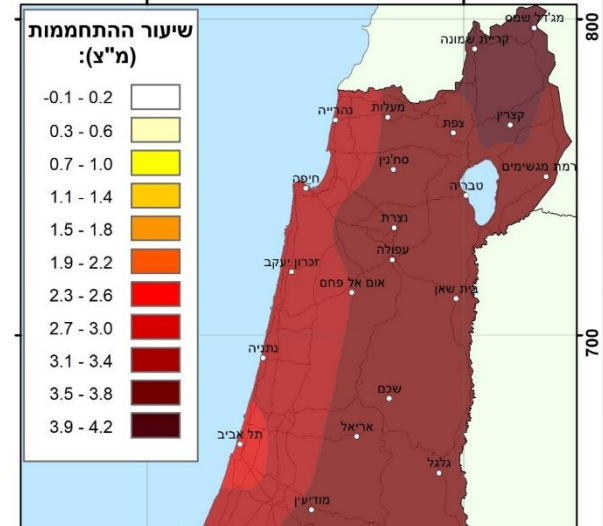 שיעור ההתחממות
(מ"צ):
-0.1 - 0.2
0.3 - 0.6
0.7 - 1.0
1.1 - 1.4
1.5 - 1.8
1.9 - 2.2
2.3 - 2.6
2.7 - 3.0
3.1 - 3.4
3.5 - 3.8
3.9 - 4.2
מג'דל שמס
800
קריית שמונה
מעלות
נהרייה
קצרין
צפת
סח'נין
רמת מגשימים
חיפה
טבריה
נצרת
עפולה
זכרון יעקב
אום אל פחם
בית שאן
700
נתניה
שכם
תל אביב
אריאל
גלגל
מודיעין